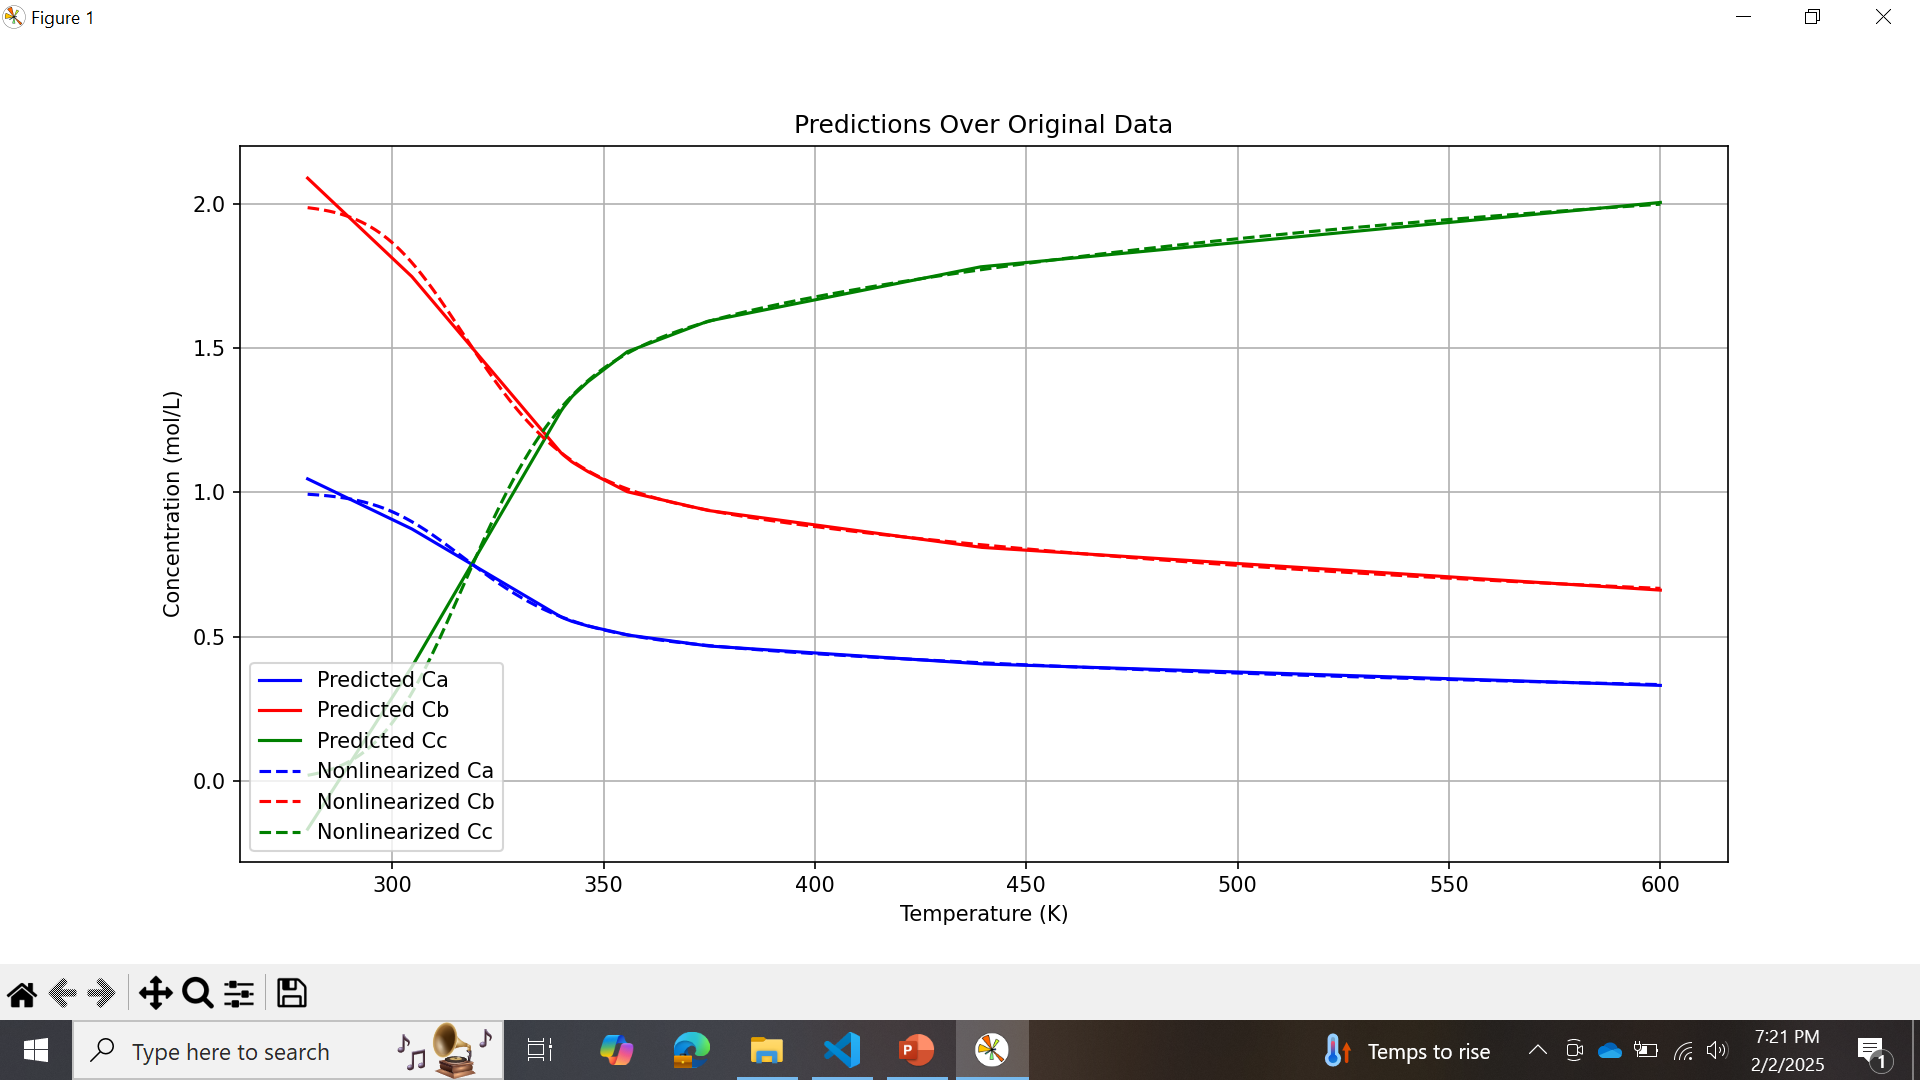 Figure 1
Predictions Over Original Data
Concentration (mol/L)
2.0
1.5
1.0
0.5
0.0
Predicted Ca
Predicted Cb
Predicted Cc
Nonlinearized Ca
Nonlinearized Cb
Nonlinearized Cc
300 350 400 450 500 550 600
Temperature (K)
Type here to search
P
Temps to rise
7:21 PM
2/2/2025
1